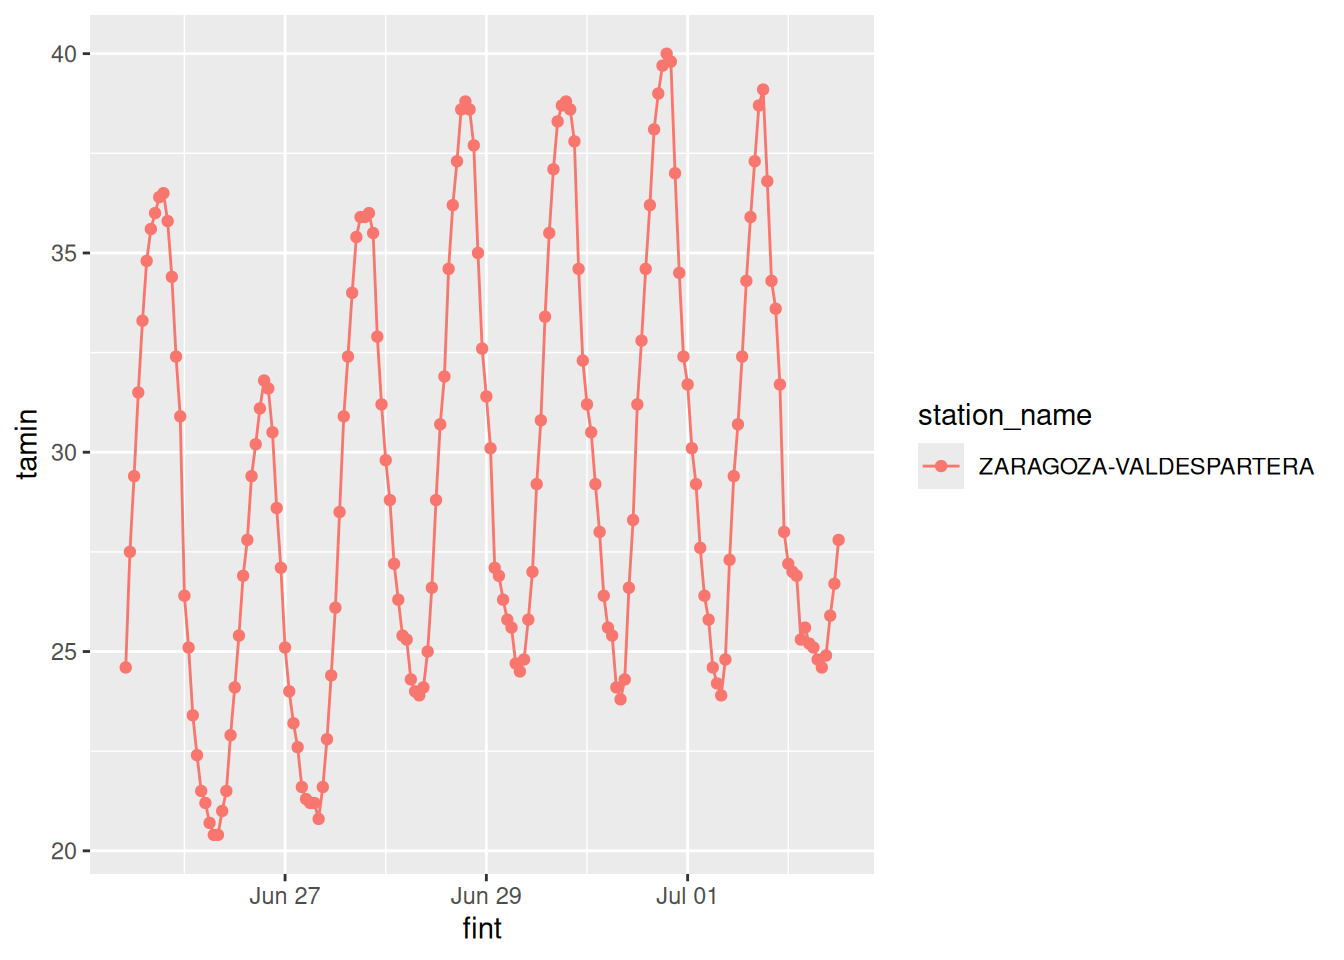 40
35
30
25
20
tamin
Jun 27
Jun 29
Jul 01
fint
station_name
ZARAGOZA-VALDESPARTERA